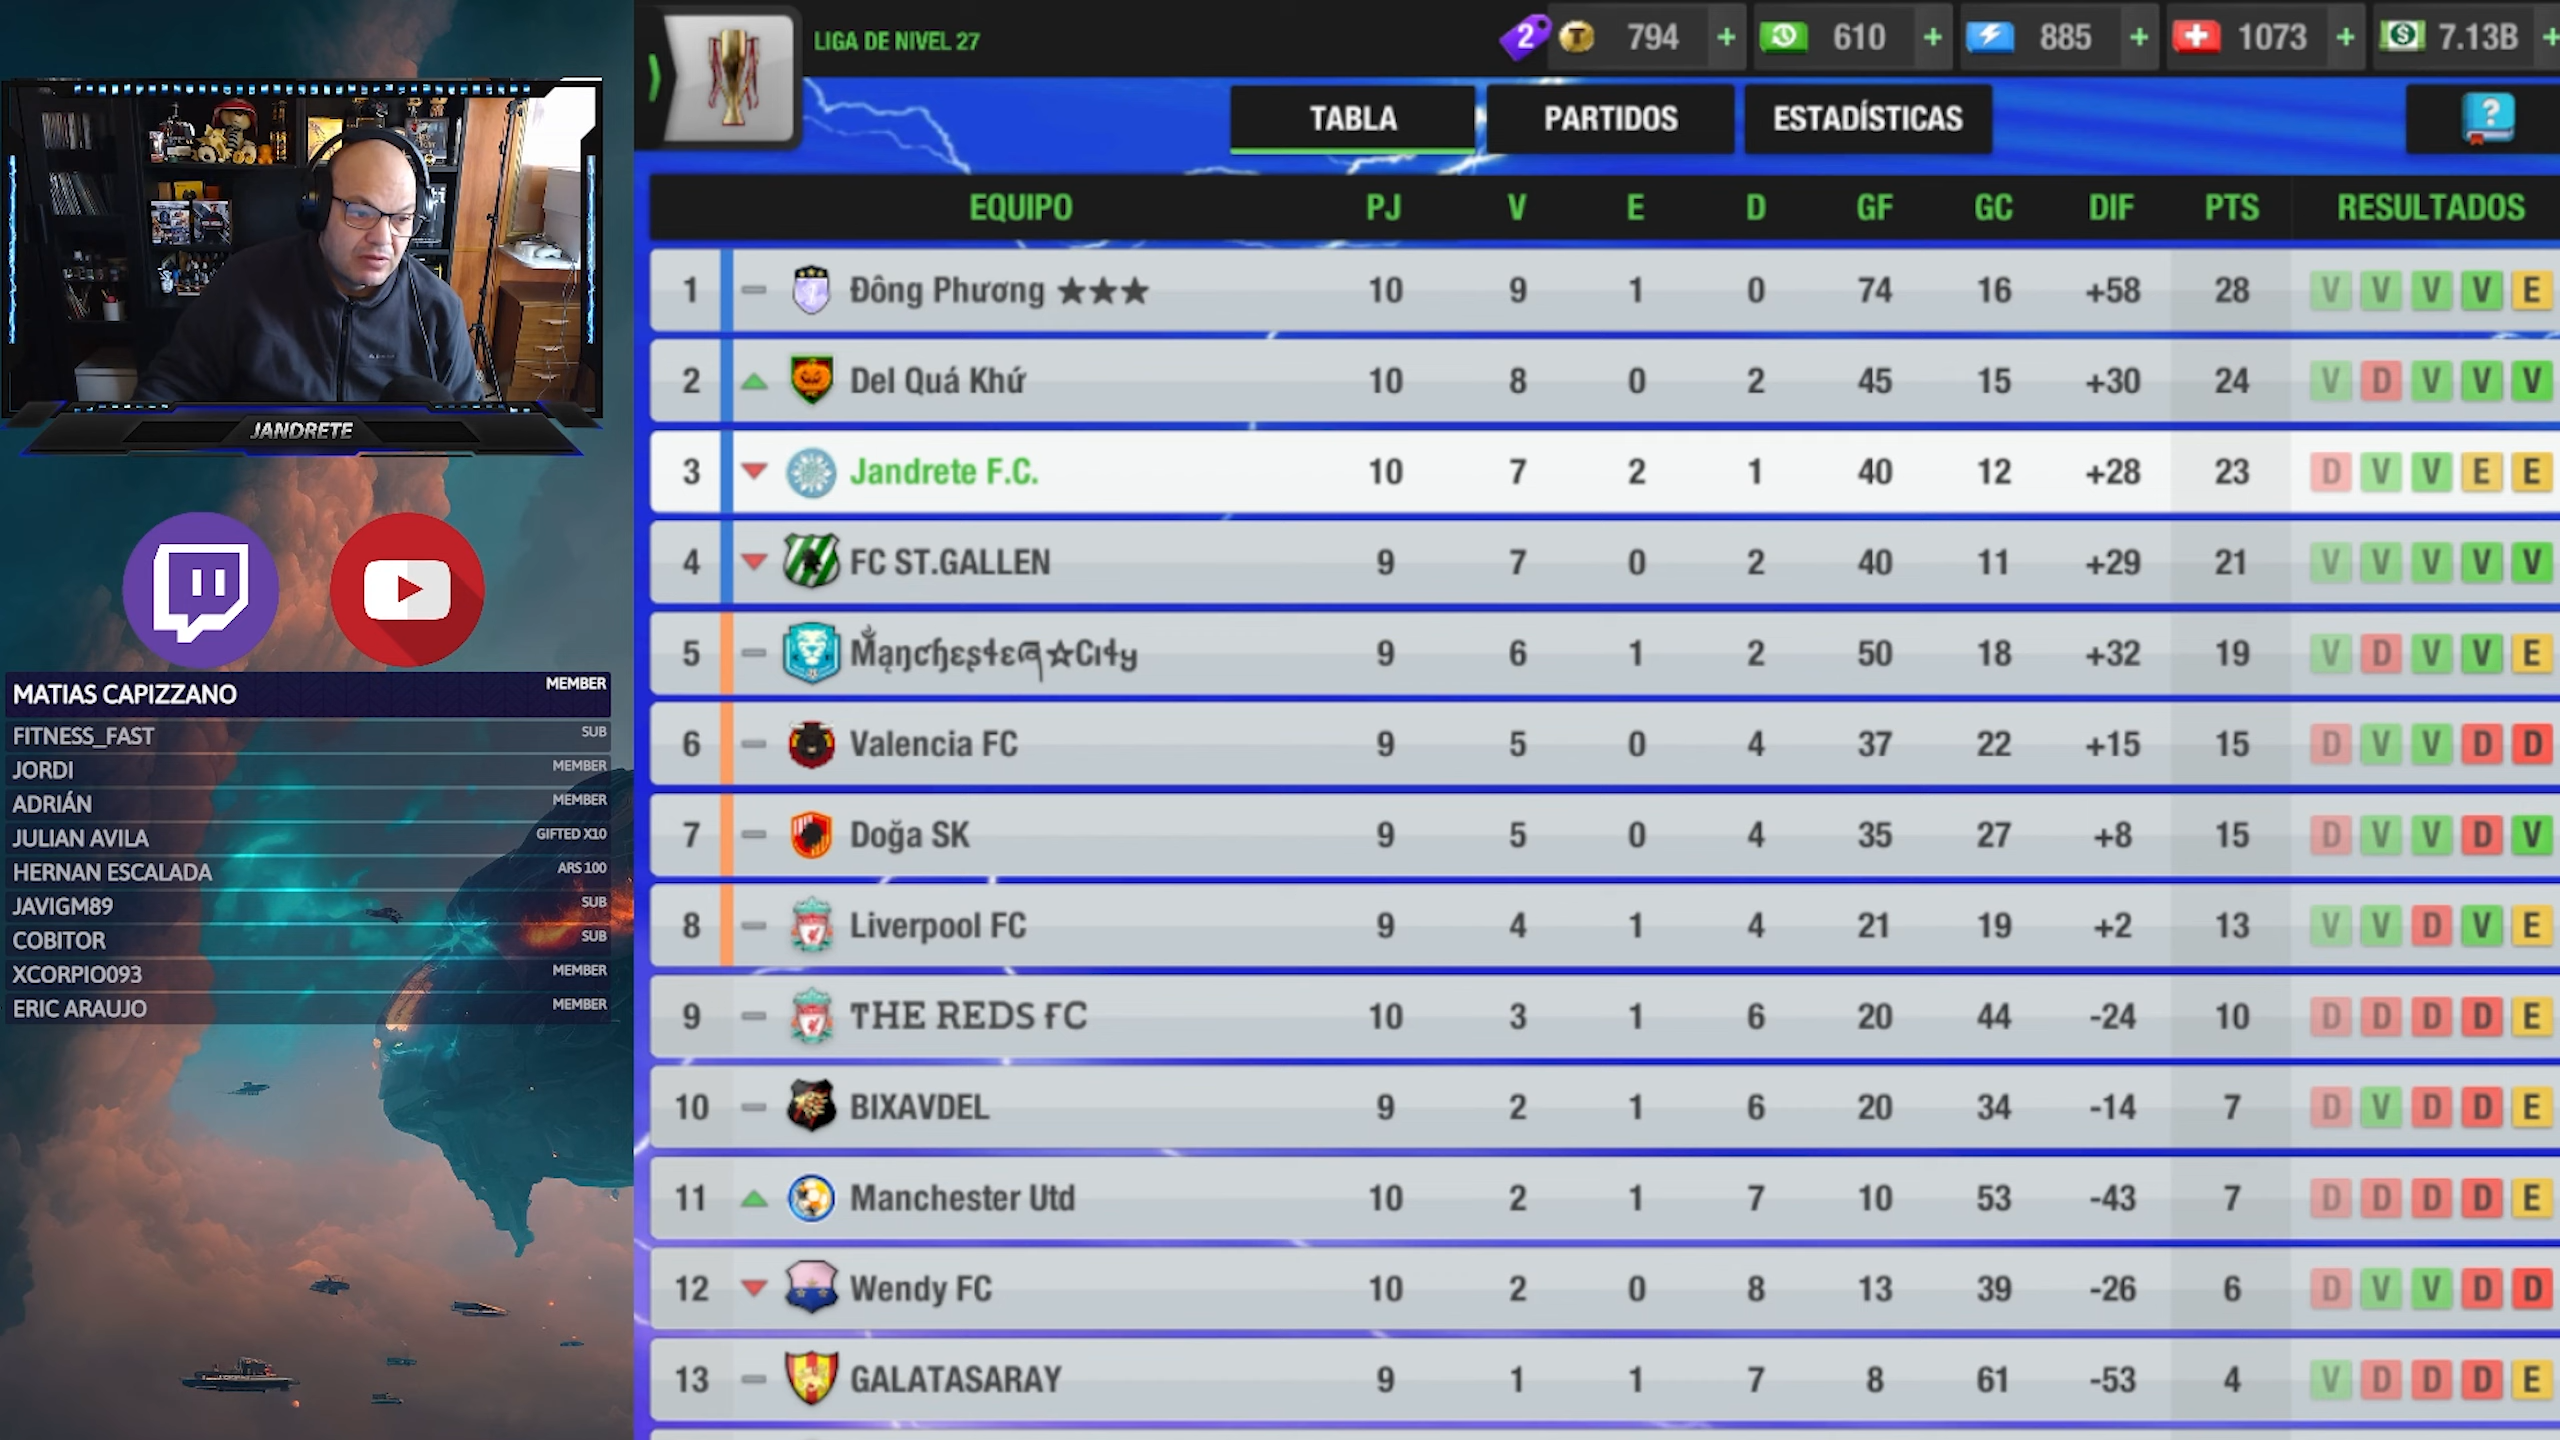 LIGA DE NIVEL 27
2 T 794 + 610 + 885 + 1073 + 7.13B +
TABLA PARTIDOS ESTADÍSTICAS ?
EQUIPO PJ V E D GF GC DIF PTS RESULTADOS
1 Đông Phương ★★★ 10 9 1 0 74 16 +58 28 V V V V E
2 Del Quá Khứ 10 8 0 2 45 15 +30 24 V D V V V
3 Jandrete F.C. 10 7 2 1 40 12 +28 23 D V V E E
4 FC ST.GALLEN 9 7 0 2 40 11 +29 21 V V V V V
5 9 6 1 2 50 18 +32 19 V D V V E
6 Valencia FC 9 5 0 4 37 22 +15 15 D V V D D
7 Doğa SK 9 5 0 4 35 27 +8 15 D V V D V
8 Liverpool FC 9 4 1 4 21 19 +2 13 V V D V E
9 THE REDS FC 10 3 1 6 20 44 -24 10 D D D D E
10 BIXAVDEL 9 2 1 6 20 34 -14 7 D V D D E
11 Manchester Utd 10 2 1 7 10 53 -43 7 D D D D E
12 Wendy FC 10 2 0 8 13 39 -26 6 D V V D D
13 GALATASARAY 9 1 1 7 8 61 -53 4 V D D D E
JANDRETE
MATIAS CAPIZZANO MEMBER
FITNESS_FAST SUB
JORDI MEMBER
ADRIÁN MEMBER
JULIAN AVILA GIFTED X10
HERNAN ESCALADA ARS 100
JAVIGM89 SUB
COBITOR SUB
XCORPIO093 MEMBER
ERIC ARAUJO MEMBER